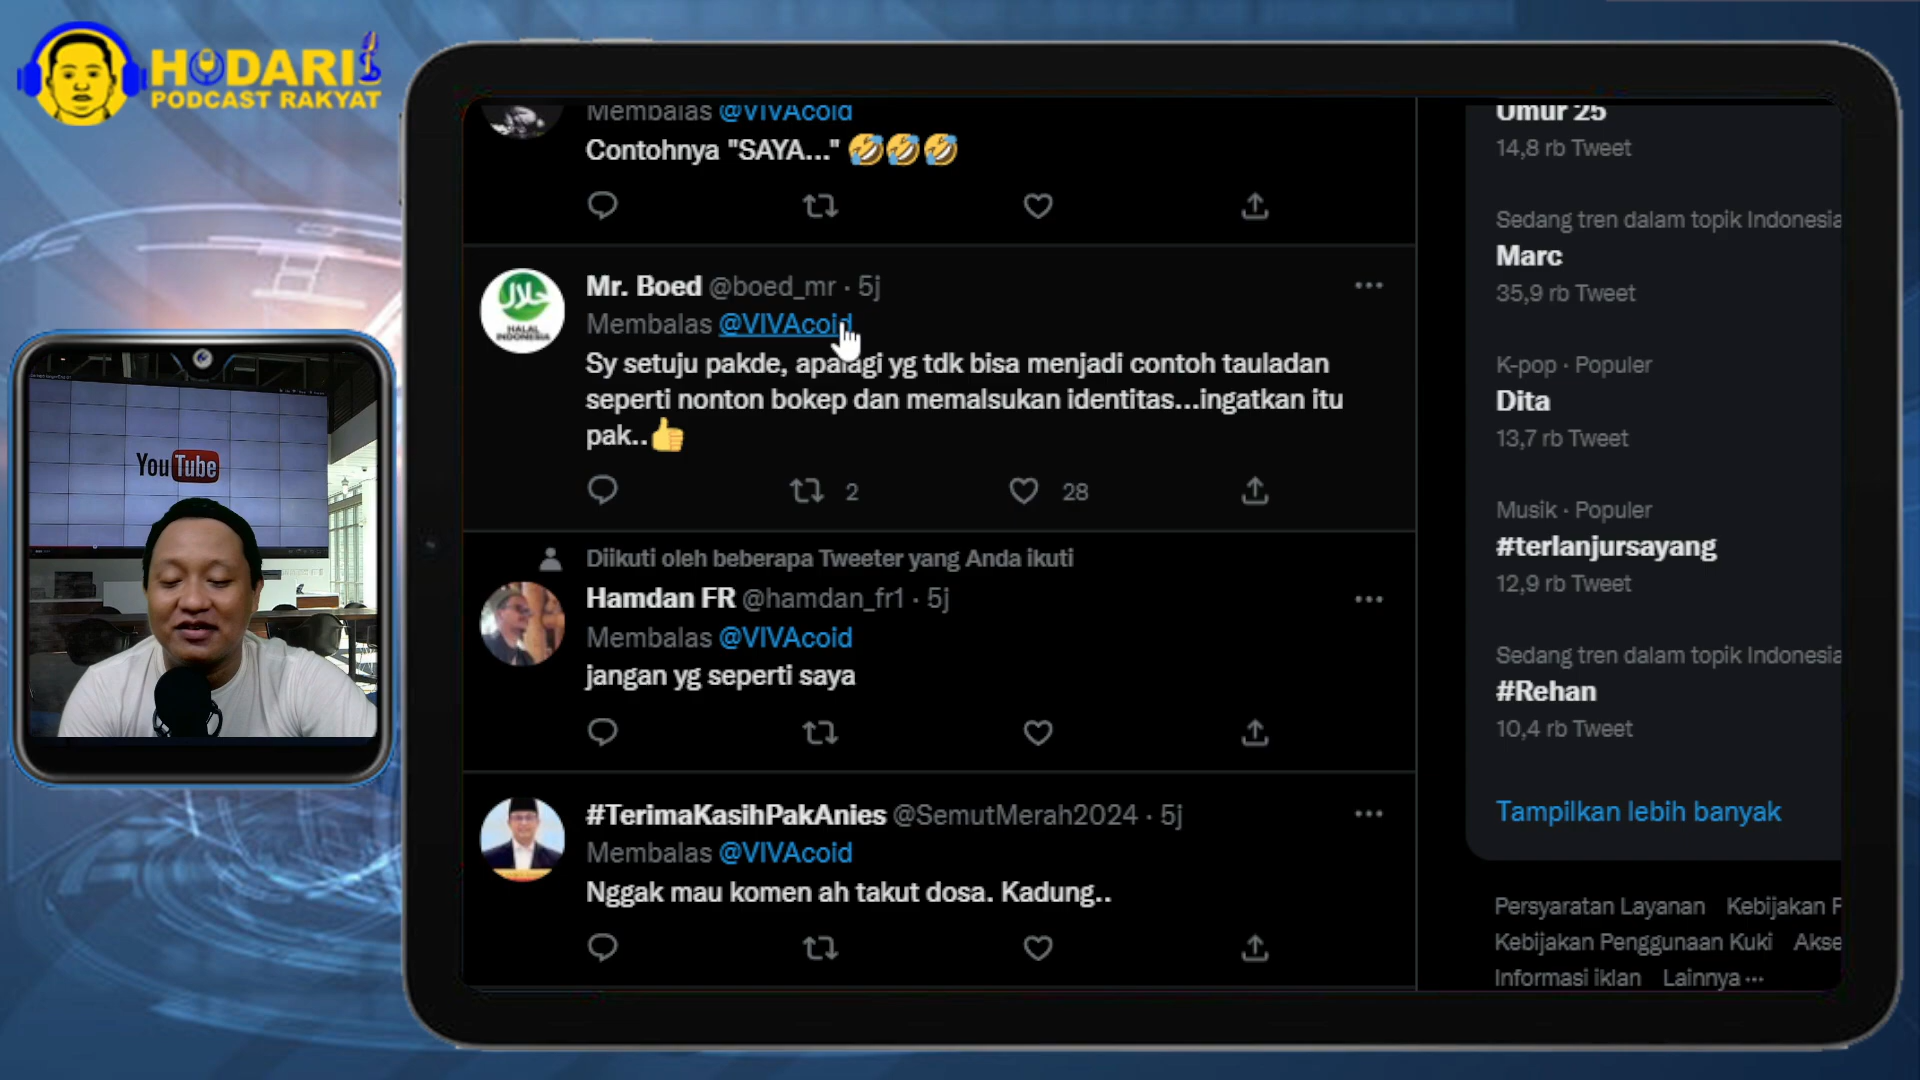 HODARI
PODCAST RAKYAT
YouTube
Membalas @VIVAcoid
Contohnya "SAYA..." 🤣🤣🤣
Mr. Boed @boed_mr · 5j
HALAL
INDONESIA
Membalas @VIVAcoid
Sy setuju pakde, apalagi yg tdk bisa menjadi contoh tauladan
seperti nonton bokep dan memalsukan identitas...ingatkan itu
pak..👍
2
28
Diikuti oleh beberapa Tweeter yang Anda ikuti
Hamdan FR @hamdan_fr1 · 5j
Membalas @VIVAcoid
jangan yg seperti saya
#TerimaKasihPakAnies @SemutMerah2024 · 5j
Membalas @VIVAcoid
Nggak mau komen ah takut dosa. Kadung..
Umur 25
14,8 rb Tweet
Sedang tren dalam topik Indonesia
Marc
35,9 rb Tweet
K-pop · Populer
Dita
13,7 rb Tweet
Musik · Populer
#terlanjursayang
12,9 rb Tweet
Sedang tren dalam topik Indonesia
#Rehan
10,4 rb Tweet
Tampilkan lebih banyak
Persyaratan Layanan Kebijakan P
Kebijakan Penggunaan Kuki Akse
Informasi iklan Lainnya ···